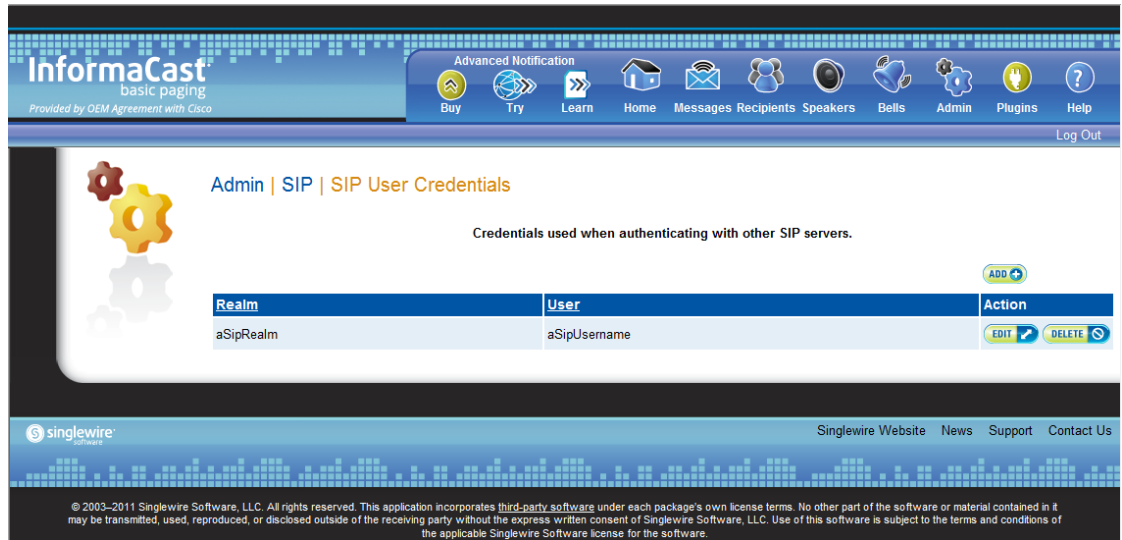 InformaCast
basic paging
Provided by OEM Agreement with Cisco
Advanced Notification
Buy Try Learn Home Messages Recipients Speakers Bells Admin Plugins Help
Log Out
Admin | SIP | SIP User Credentials
Credentials used when authenticating with other SIP servers.
ADD
Realm User Action
aSipRealm aSipUsername EDIT DELETE
singlewire
software
Singlewire Website News Support Contact Us
© 2003–2011 Singlewire Software, LLC. All rights reserved. This application incorporates third-party software under each package's own license terms. No other part of the software or material contained in it
may be transmitted, used, reproduced, or disclosed outside of the receiving party without the express written consent of Singlewire Software, LLC. Use of this software is subject to the terms and conditions of
the applicable Singlewire Software license for the software.